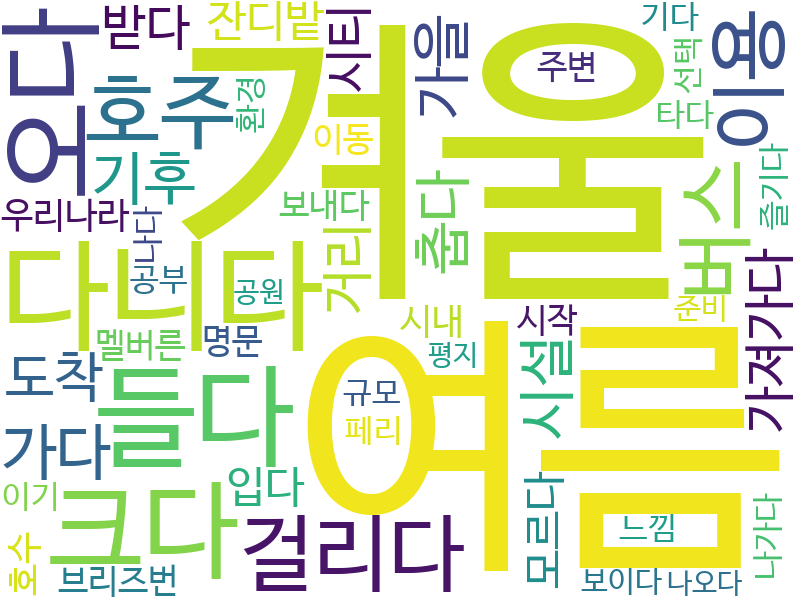 겨울
여름
다니다
듣다
크다
걸리다
오다
호주
이용
버스
춥다
기후
받다
잔디밭
시티
가을
주변
기다
선택
타다
즐기다
환경
이동
보내다
우리나라
나다
공부
공원
거리
멜버른
명문
시내
평지
시작
준비
가져가다
시설
도착
가다
규모
페리
입다
이기
호수
브리즈번
모르다
느낌
보이다
나오다
나가다